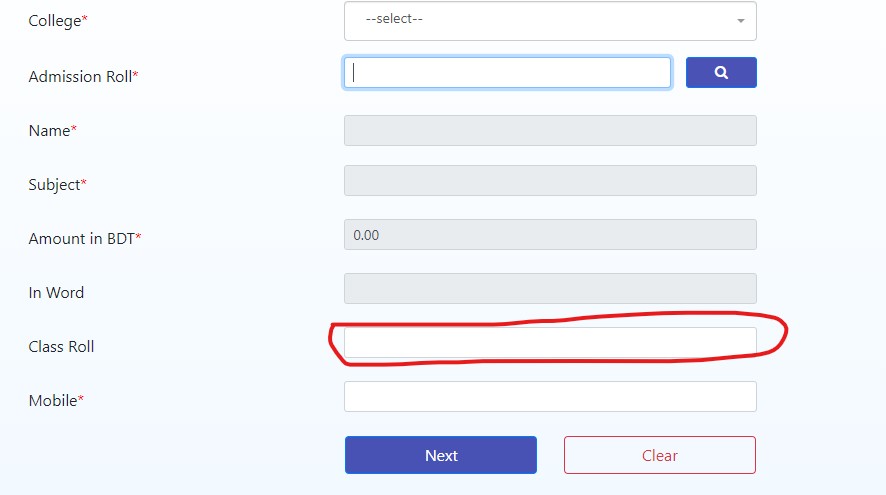 College*
--select--
Admission Roll*
Name*
Subject*
Amount in BDT*
0.00
In Word
Class Roll
Mobile*
Next
Clear